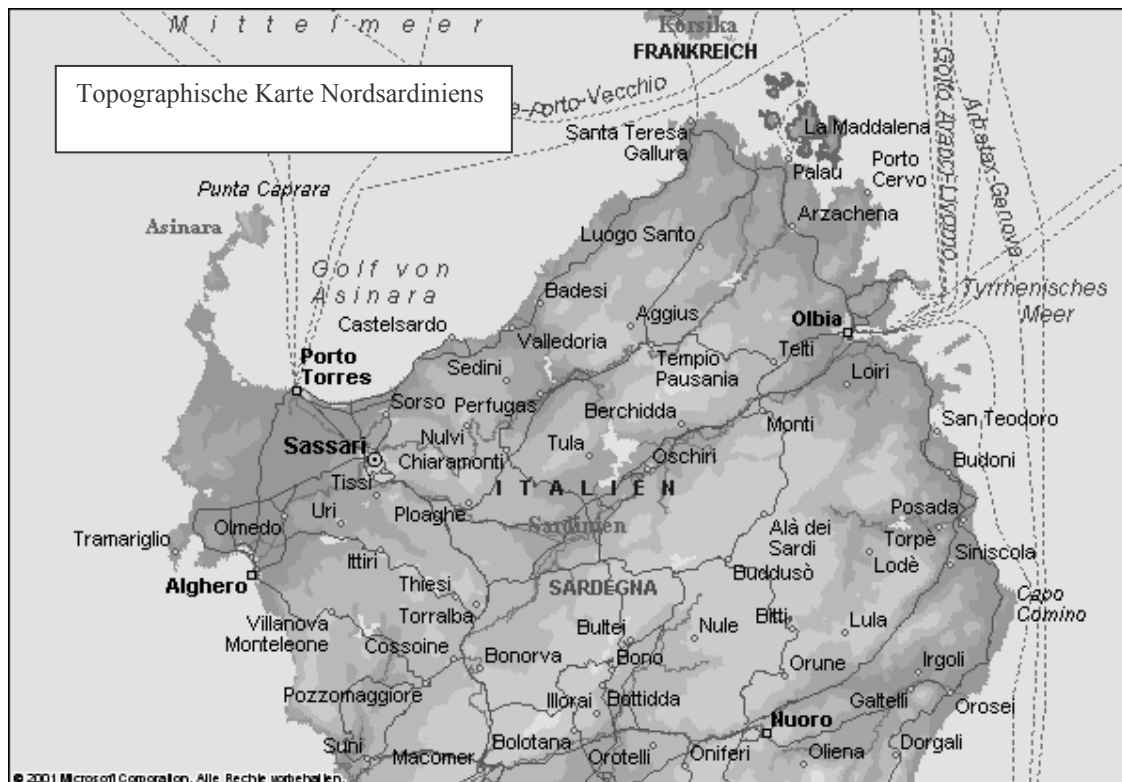 Mittelmeer
Korsika
FRANKREICH
Topographische Karte Nordsardiniens
e-Porto-Vecchio
Santa Teresa
Gallura
La Maddalena
Palau
Porto
Cervo
Golfo Aranci-Livorno
Arbatax-Genova
Punta Caprara
Asinara
Arzachena
Luogo Santo
Golf von
Asinara
Badesi
Castelsardo
Aggius
Olbia
Tyrrhenisches
Meer
Valledoria
Porto
Torres
Sedini
Tempio
Pausania
Telti
Loiri
Sorso
Perfugas
Berchidda
Monti
San Teodoro
Sassari
Nulvi
Tula
Chiaramonti
Oschiri
Budoni
Tissi
ITALIEN
Uri
Ploaghe
Posada
Olmedo
Sardinien
Alà dei
Sardi
Torpè
Tramariglio
Ittiri
Siniscola
Lodè
Buddusò
Alghero
Thiesi
SARDEGNA
Capo
Comino
Torralba
Villanova
Monteleone
Bultei
Nule
Bitti
Lula
Cossoine
Bonorva
Bono
Orune
Irgoli
Pozzomaggiore
Illorai
Bottidda
Galtelli
Orosei
Nuoro
Suni
Macomer
Bolotana
Orotelli
Oniferi
Oliena
Dorgali
© 2001 Microsoft Corporation. Alle Rechte vorbehalten.